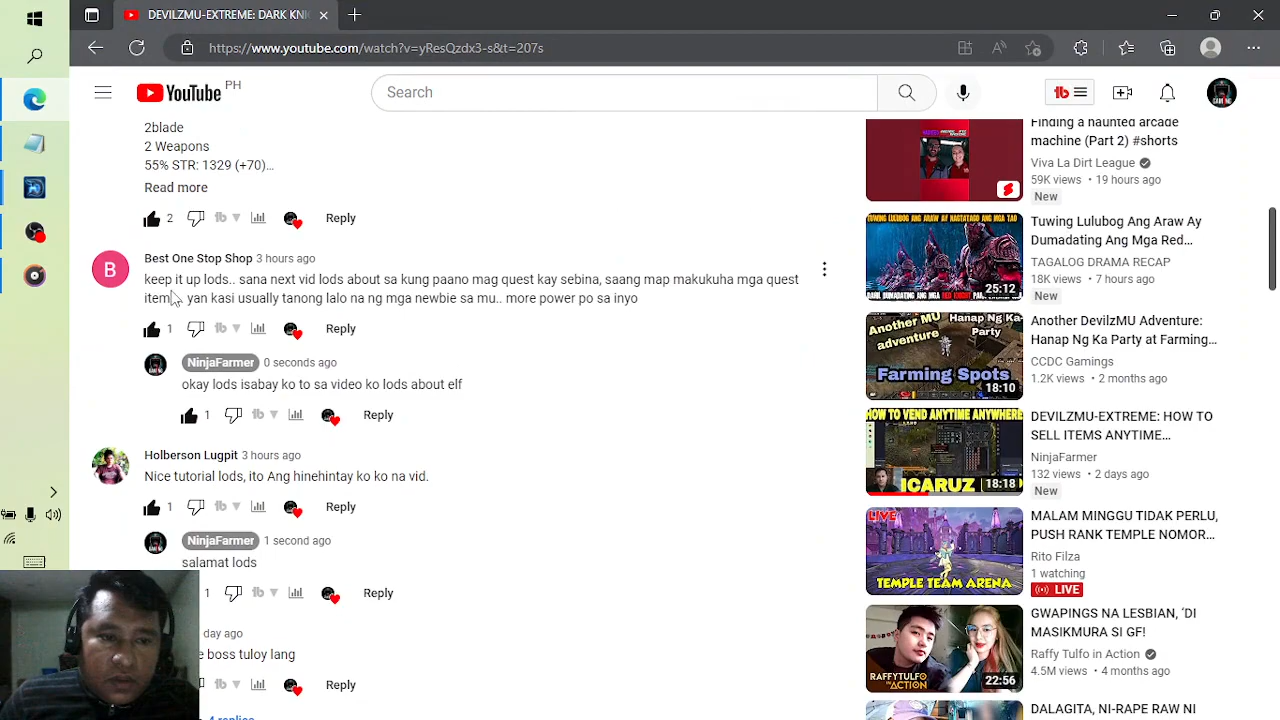 DEVILZMU-EXTREME: DARK KNI
https://www.youtube.com/watch?v=yResQzdx3-s&t=207s
YouTube PH
Search
2blade
2 Weapons
55% STR: 1329 (+70)...
Read more
2
Reply
Best One Stop Shop 3 hours ago
keep it up lods.. sana next vid lods about sa kung paano mag quest kay sebina, saang map makukuha mga quest
yan kasi usually tanong lalo na ng mga newbie sa mu.. more power po sa inyo
1
Reply
NinjaFarmer 0 seconds ago
okay lods isabay ko to sa video ko lods about elf
1
Reply
Holberson Lugpit 3 hours ago
Nice tutorial lods, ito Ang hinehintay ko ko na vid.
1
Reply
NinjaFarmer 1 second ago
salamat lods
1
Reply
day ago
e boss tuloy lang
Reply
4 replies
Finding a haunted arcade
machine (Part 2) #shorts
Viva La Dirt League
59K views • 19 hours ago
New
TUWING LULUBOG ANG ARAW AY NAGTATAGO ANG MGA TAO
25:12
Tuwing Lulubog Ang Araw Ay
Dumadating Ang Mga Red...
TAGALOG DRAMA RECAP
18K views • 7 hours ago
New
Another MU
adventure
Hanap Ng Ka-
Party
Farming Spots
18:10
Another DevilzMU Adventure:
Hanap Ng Ka Party at Farming...
CCDC Gamings
1.2K views • 2 months ago
HOW TO VEND ANYTIME ANYWHERE
ICARUZ
18:18
DEVILZMU-EXTREME: HOW TO
SELL ITEMS ANYTIME...
NinjaFarmer
132 views • 2 days ago
New
LIVE
TEMPLE TEAM ARENA
MALAM MINGGU TIDAK PERLU,
PUSH RANK TEMPLE NOMOR...
Rito Filza
1 watching
LIVE
RAFFYTULFO
IN ACTION
22:56
GWAPINGS NA LESBIAN, 'DI
MASIKMURA SI GF!
Raffy Tulfo in Action
4.5M views • 4 months ago
DALAGITA, NI-RAPE RAW NI